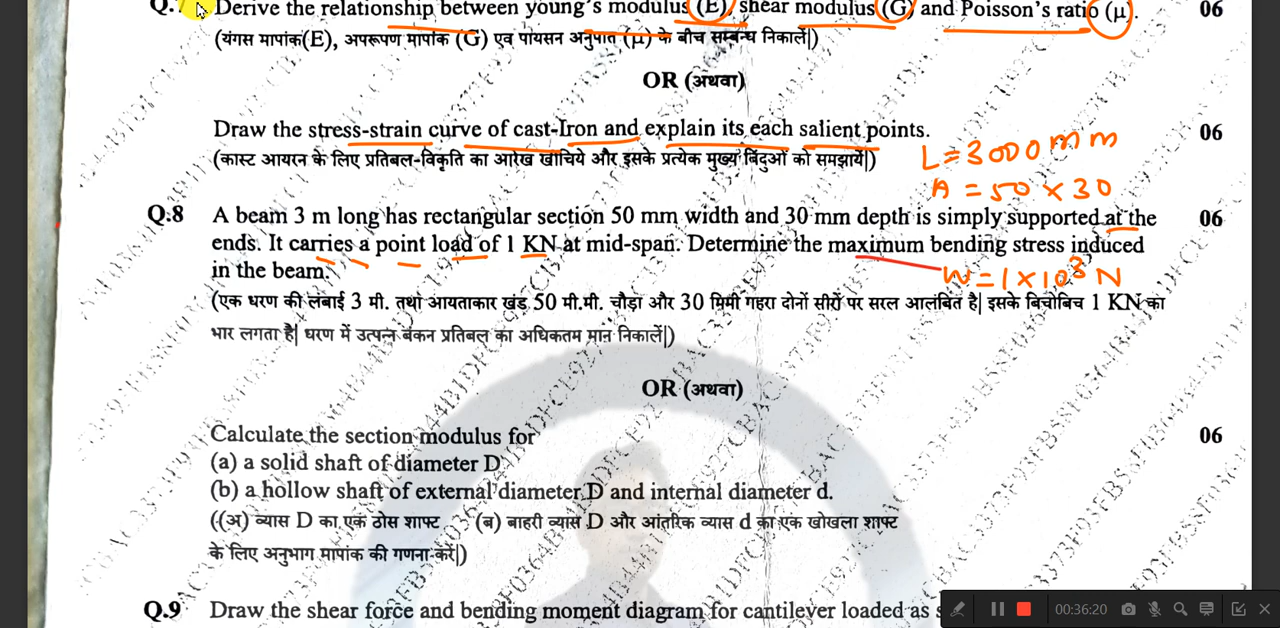 Q.7 Derive the relationship between young's modulus (E), shear modulus (G) and Poisson's ratio (μ). 06
(यंगस मापांक(E), अपरूपण मापांक (G) एवं पॉयसन अनुपात (μ) के बीच सम्बन्ध निकालें|)
OR (अथवा)
Draw the stress-strain curve of cast-Iron and explain its each salient points. 06
(कास्ट आयरन के लिए प्रतिबल-विकृति का आरेख खींचिये और इसके प्रत्येक मुख्य बिंदुओं को समझायें|)
L=3000mm
A = 50 × 30
Q.8 A beam 3 m long has rectangular section 50 mm width and 30 mm depth is simply supported at the 06
ends. It carries a point load of 1 KN at mid-span. Determine the maximum bending stress induced
in the beam.
W = 1×10³ N
(एक धरण की लंबाई 3 मी. तथा आयताकार खंड 50 मी.मी. चौड़ा और 30 मिमी गहरा दोनों सीरों पर सरल आलंबित है| इसके बिचोबिच 1 KN का
भार लगता है| धरण में उत्पन्न बंकन प्रतिबल का अधिकतम मान निकालें|)
OR (अथवा)
Calculate the section modulus for 06
(a) a solid shaft of diameter D
(b) a hollow shaft of external diameter D and internal diameter d.
((अ) व्यास D का एक ठोस शाफ्ट (ब) बाहरी व्यास D और आंतरिक व्यास d का एक खोखला शाफ्ट
के लिए अनुभाग मापांक की गणना करें|)
Q.9 Draw the shear force and bending moment diagram for cantilever loaded as
00:36:20